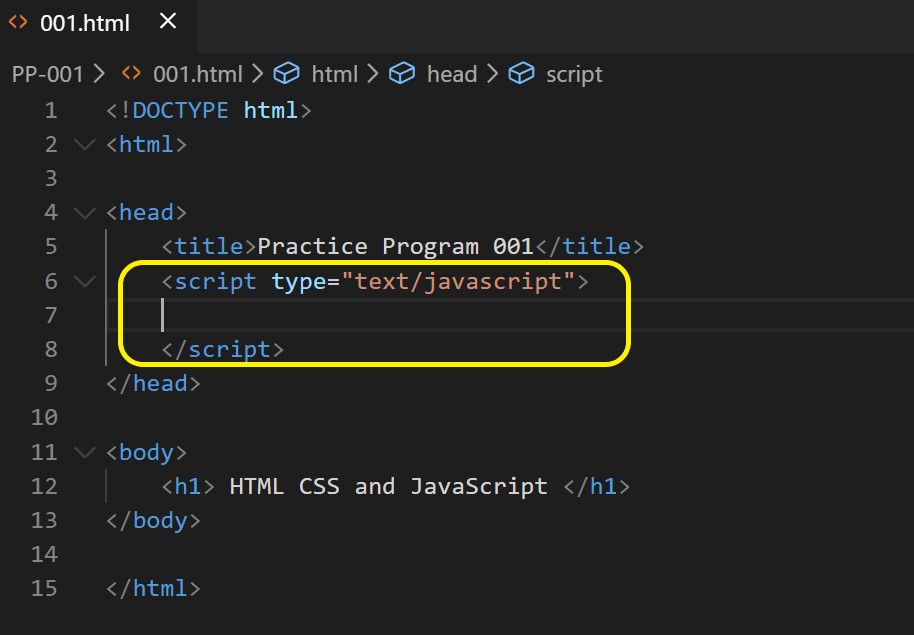 001.html
PP-001 > 001.html > html > head > script
1 <!DOCTYPE html>
2 <html>
3
4 <head>
5 <title>Practice Program 001</title>
6 <script type="text/javascript">
7
8 </script>
9 </head>
10
11 <body>
12 <h1> HTML CSS and JavaScript </h1>
13 </body>
14
15 </html>